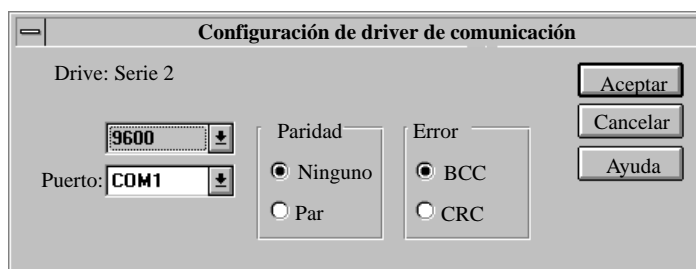 Configuración de driver de comunicación
Drive: Serie 2
9600
Puerto: COM1
Paridad
Ninguno
Par
Error
BCC
CRC
Aceptar
Cancelar
Ayuda